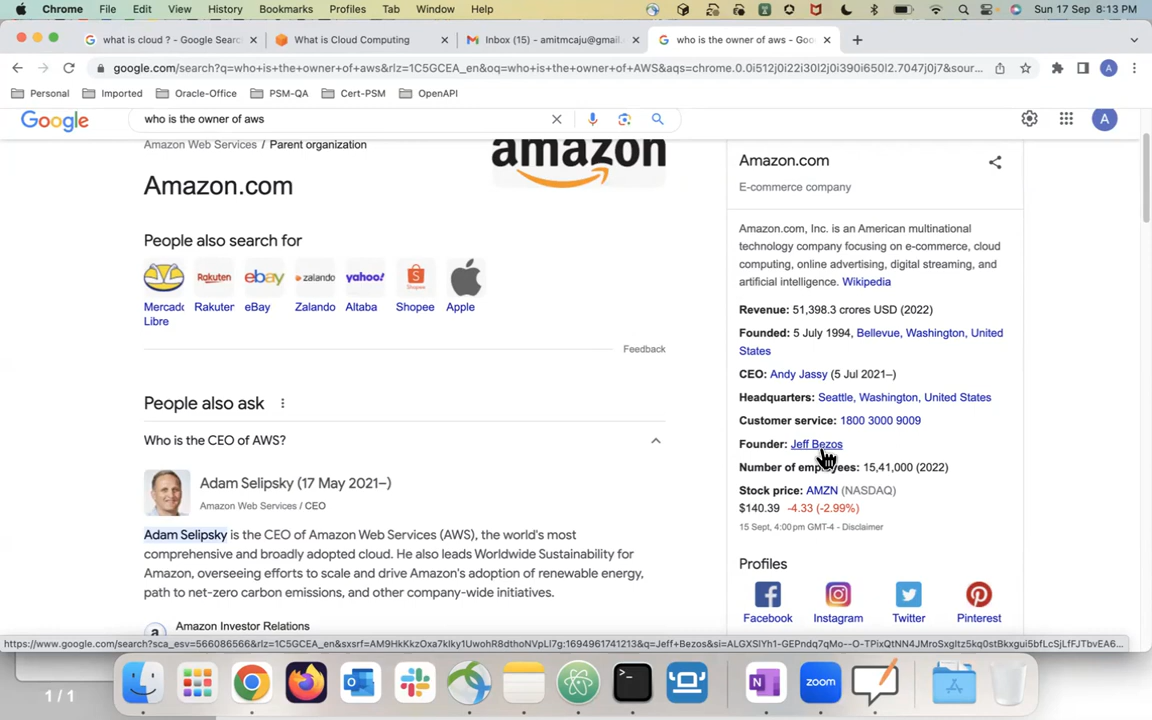 Chrome File Edit View History Bookmarks Profiles Tab Window Help Sun 17 Sep 8:13 PM
what is cloud ? - Google Searc
What is Cloud Computing
Inbox (15) - amitmcaju@gmail.
who is the owner of aws - Goo
google.com/search?q=who+is+the+owner+of+aws&rlz=1C5GCEA_en&oq=who+is+the+owner+of+AWS&aqs=chrome.0.0i512j0i22i30l2j0i390i650l2.7047j0j7&sour...
A
Personal
Imported
Oracle-Office
PSM-QA
Cert-PSM
OpenAPI
Google
who is the owner of aws
A
Amazon Web Services / Parent organization
Amazon.com
amazon
People also search for
Rakuten
ebay
zalando
yahoo!
Shopee
Mercado
Libre
Rakuten
eBay
Zalando
Altaba
Shopee
Apple
Feedback
People also ask
Who is the CEO of AWS?
Adam Selipsky (17 May 2021–)
Amazon Web Services / CEO
Adam Selipsky is the CEO of Amazon Web Services (AWS), the world's most
comprehensive and broadly adopted cloud. He also leads Worldwide Sustainability for
Amazon, overseeing efforts to scale and drive Amazon's adoption of renewable energy,
path to net-zero carbon emissions, and other company-wide initiatives.
a
Amazon Investor Relations
Amazon.com
E-commerce company
Amazon.com, Inc. is an American multinational
technology company focusing on e-commerce, cloud
computing, online advertising, digital streaming, and
artificial intelligence. Wikipedia
Revenue: 51,398.3 crores USD (2022)
Founded: 5 July 1994, Bellevue, Washington, United
States
CEO: Andy Jassy (5 Jul 2021–)
Headquarters: Seattle, Washington, United States
Customer service: 1800 3000 9009
Founder: Jeff Bezos
Number of employees: 15,41,000 (2022)
Stock price: AMZN (NASDAQ)
$140.39 -4.33 (-2.99%)
15 Sept, 4:00 pm GMT-4 - Disclaimer
Profiles
Facebook
Instagram
Twitter
Pinterest
1 / 1
zoom